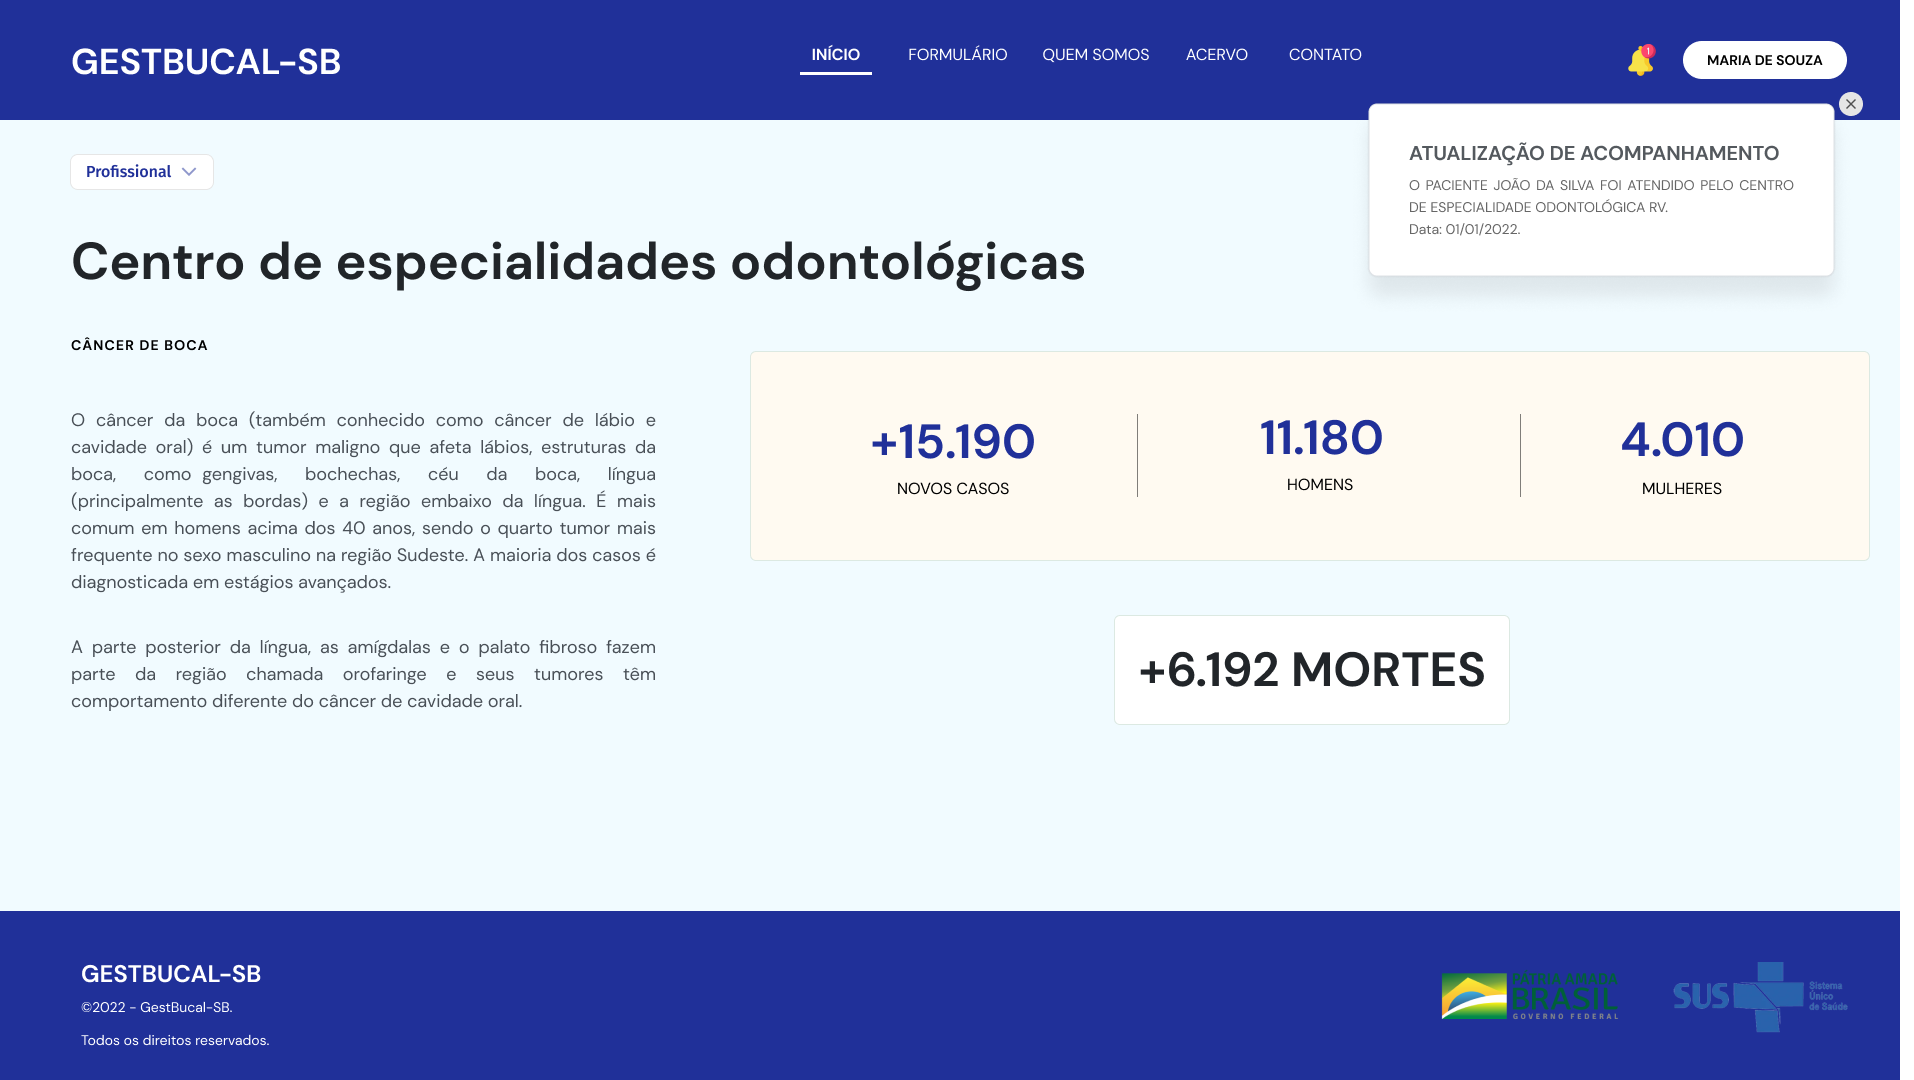 GESTBUCAL-SB
INÍCIO
FORMULÁRIO
QUEM SOMOS
ACERVO
CONTATO
1
MARIA DE SOUZA
ATUALIZAÇÃO DE ACOMPANHAMENTO
O PACIENTE JOÃO DA SILVA FOI ATENDIDO PELO CENTRO
DE ESPECIALIDADE ODONTOLÓGICA RV.
Data: 01/01/2022.
Profissional
Centro de especialidades odontológicas
CÂNCER DE BOCA
O câncer da boca (também conhecido como câncer de lábio e
cavidade oral) é um tumor maligno que afeta lábios, estruturas da
boca, como gengivas, bochechas, céu da boca, língua
(principalmente as bordas) e a região embaixo da língua. É mais
comum em homens acima dos 40 anos, sendo o quarto tumor mais
frequente no sexo masculino na região Sudeste. A maioria dos casos é
diagnosticada em estágios avançados.
A parte posterior da língua, as amígdalas e o palato fibroso fazem
parte da região chamada orofaringe e seus tumores têm
comportamento diferente do câncer de cavidade oral.
+15.190
NOVOS CASOS
11.180
HOMENS
4.010
MULHERES
+6.192 MORTES
GESTBUCAL-SB
©2022 - GestBucal-SB.
Todos os direitos reservados.
PÁTRIA AMADA
BRASIL
GOVERNO FEDERAL
SUS
Sistema
Único
de Saúde